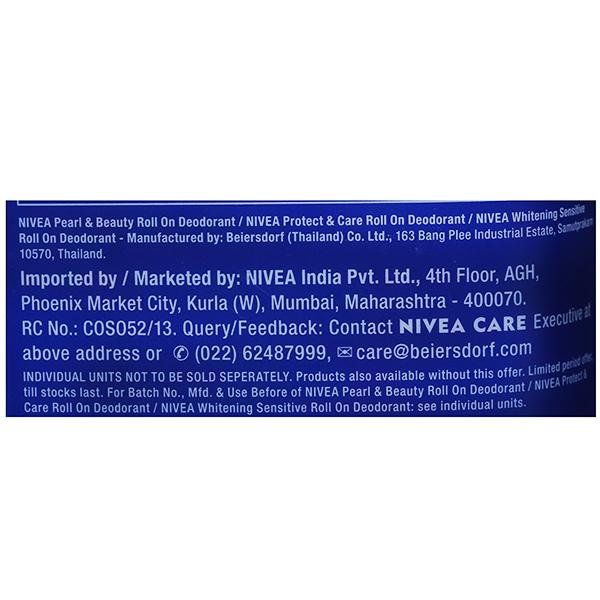 NIVEA Pearl & Beauty Roll On Deodorant / NIVEA Protect & Care Roll On Deodorant / NIVEA Whitening Sensitive
Roll On Deodorant - Manufactured by: Beiersdorf (Thailand) Co. Ltd., 163 Bang Plee Industrial Estate, Samutprakarn
10570, Thailand.
Imported by / Marketed by: NIVEA India Pvt. Ltd., 4th Floor, AGH,
Phoenix Market City, Kurla (W), Mumbai, Maharashtra - 400070.
RC No.: COS052/13. Query/Feedback: Contact NIVEA CARE Executive at
above address or ✆ (022) 62487999, ✉ care@beiersdorf.com
INDIVIDUAL UNITS NOT TO BE SOLD SEPERATELY. Products also available without this offer. Limited period offer,
till stocks last. For Batch No., Mfd. & Use Before of NIVEA Pearl & Beauty Roll On Deodorant / NIVEA Protect &
Care Roll On Deodorant / NIVEA Whitening Sensitive Roll On Deodorant: see individual units.